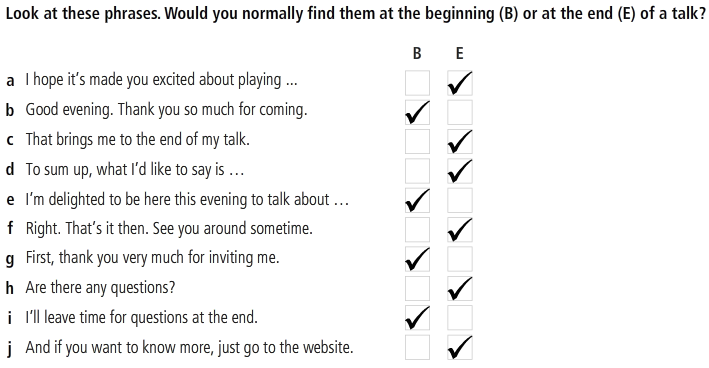 Look at these phrases. Would you normally find them at the beginning (B) or at the end (E) of a talk?
B E
a I hope it's made you excited about playing ...
b Good evening. Thank you so much for coming.
c That brings me to the end of my talk.
d To sum up, what I'd like to say is ...
e I'm delighted to be here this evening to talk about ...
f Right. That's it then. See you around sometime.
g First, thank you very much for inviting me.
h Are there any questions?
i I'll leave time for questions at the end.
j And if you want to know more, just go to the website.